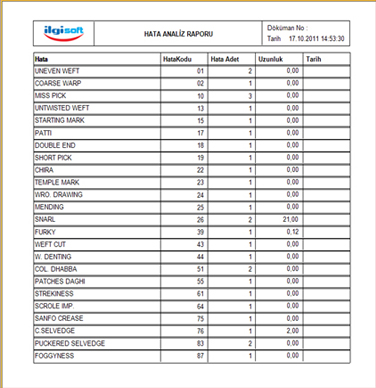 ilgisoft
HATA ANALİZ RAPORU
Döküman No :
Tarih 17.10.2011 14:53:30
Hata HataKodu Hata Adet Uzunluk Tarih
UNEVEN WEFT 01 2 0,00
COARSE WARP 02 1 0,00
MISS PICK 10 3 0,00
UNTWISTED WEFT 13 1 0,00
STARTING MARK 15 1 0,00
PATTI 17 1 0,00
DOUBLE END 18 1 0,00
SHORT PICK 19 1 0,00
CHIRA 22 1 0,00
TEMPLE MARK 23 1 0,00
WRO. DRAWING 24 1 0,00
MENDING 25 1 0,00
SNARL 26 2 21,00
FURKY 39 1 0,12
WEFT CUT 43 1 0,00
W. DENTING 44 1 0,00
COL. DHABBA 51 2 0,00
PATCHES DAGHI 55 1 0,00
STREKINESS 61 1 0,00
SCROLE IMP 64 1 0,00
SANFO CREASE 75 1 0,00
C.SELVEDGE 76 1 2,00
PUCKERED SELVEDGE 83 2 0,00
FOGGYNESS 87 1 0,00